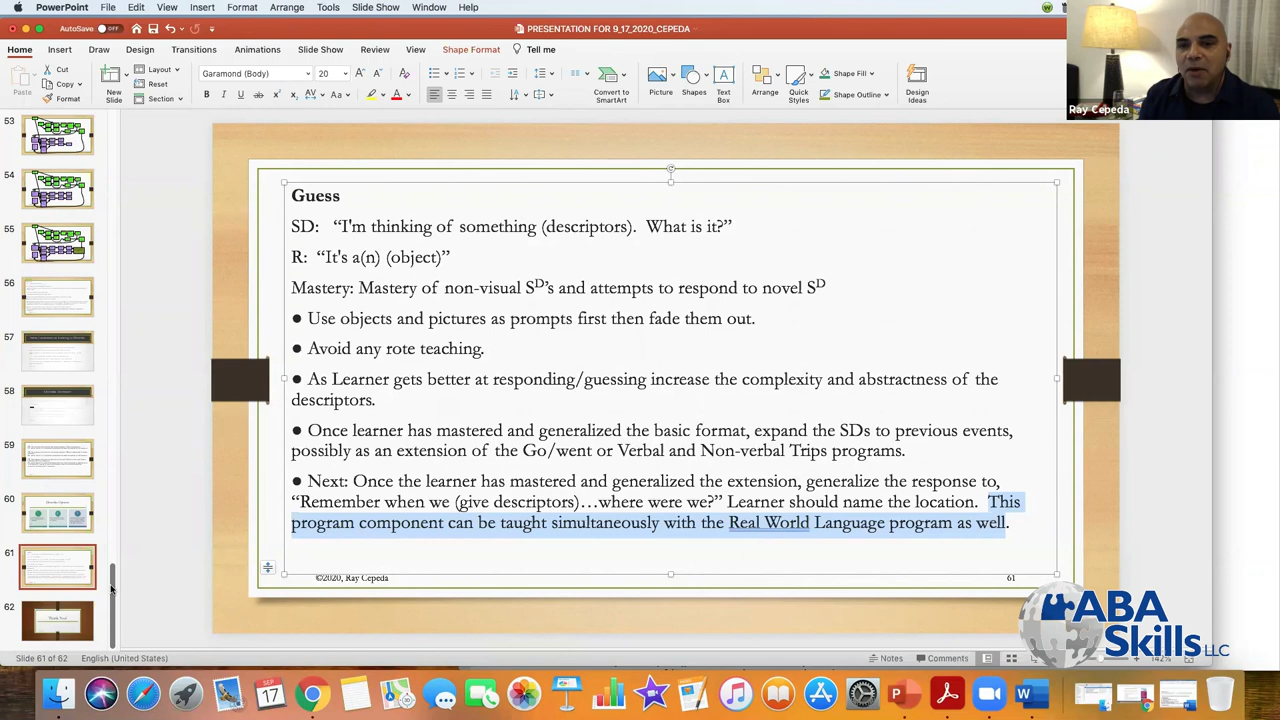 PowerPoint File Edit View Insert Format Arrange Tools Slide Show Window Help
AutoSave OFF
PRESENTATION FOR 9_17_2020_CEPEDA
Home Insert Draw Design Transitions Animations Slide Show Review View Shape Format Tell me
Paste
Cut
Copy
Format
New
Slide
Layout
Reset
Section
Garamond (Body) 20
Convert to
SmartArt
Picture
Shapes
Text
Box
Arrange
Quick
Styles
Shape Fill
Shape Outline
Design
Ideas
Ray Cepeda
53
54
55
56
57
58
59
60
61
62
Guess
SD: “I'm thinking of something (descriptors). What is it?”
R: “It's a(n) (object)”
Mastery: Mastery of non-visual SD’s and attempts to respond to novel SD
● Use objects and pictures as prompts first then fade them out.
● Avoid any rote teaching.
● As Learner gets better at responding/guessing increase the complexity and abstractness of the
descriptors.
● Once learner has mastered and generalized the basic format, expand the SDs to previous events,
possibly as an extension of the Go/went or Verbal and Non-verbal Trips programs.
● Next: Once the learner has mastered and generalized the extension, generalize the response to,
“Remember when we (give descriptors)…where were we?” Learner should name the location. This
program component can be taught simultaneously with the Real World Language program as well.
©2020, Ray Cepeda
61
ABA
Skills LLC
Slide 61 of 62 English (United States)
Notes Comments
142%
SEP
17